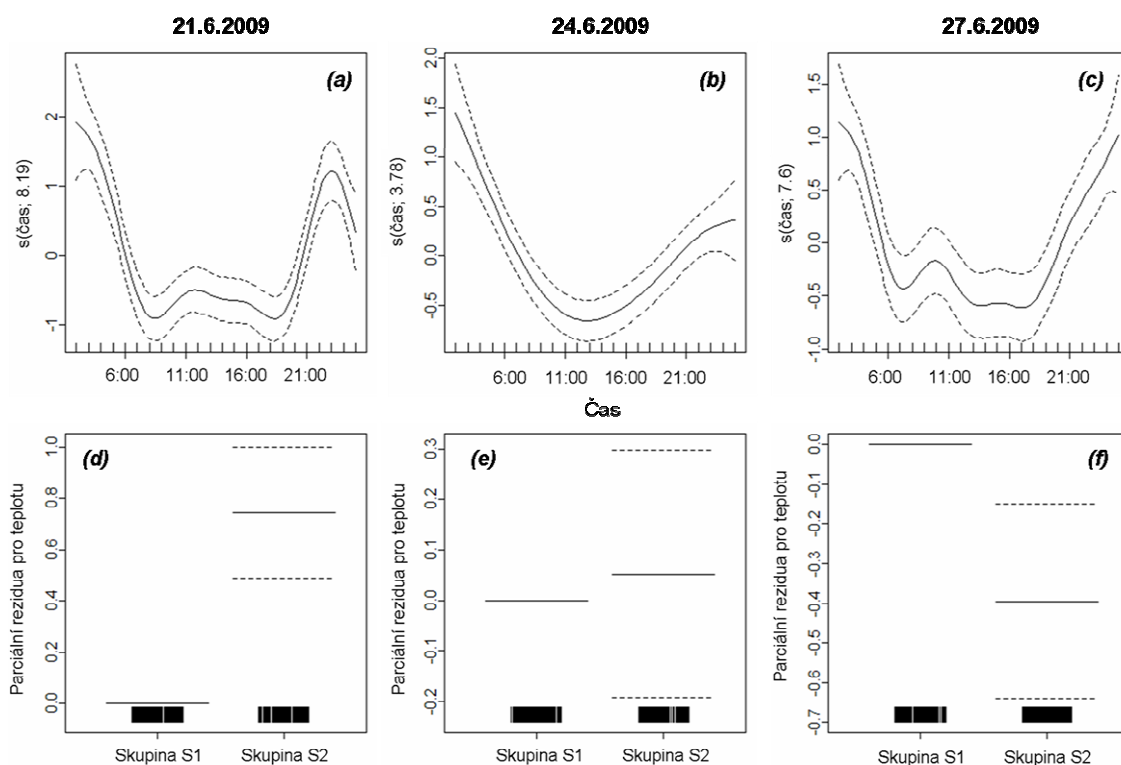 21.6.2009
24.6.2009
27.6.2009
(a)
s(čas; 8.19)
2
1
0
-1
6:00 11:00 16:00 21:00
(b)
s(čas; 3.78)
2.0
1.5
1.0
0.5
0.0
-0.5
6:00 11:00 16:00 21:00
(c)
s(čas; 7.6)
1.5
1.0
0.5
0.0
-0.5
-1.0
6:00 11:00 16:00 21:00
Čas
(d)
Parciální rezidua pro teplotu
1.0
0.8
0.6
0.4
0.2
0.0
Skupina S1 Skupina S2
(e)
Parciální rezidua pro teplotu
0.3
0.2
0.1
0.0
-0.1
-0.2
Skupina S1 Skupina S2
(f)
Parciální rezidua pro teplotu
0.0
-0.1
-0.2
-0.3
-0.4
-0.5
-0.6
-0.7
Skupina S1 Skupina S2